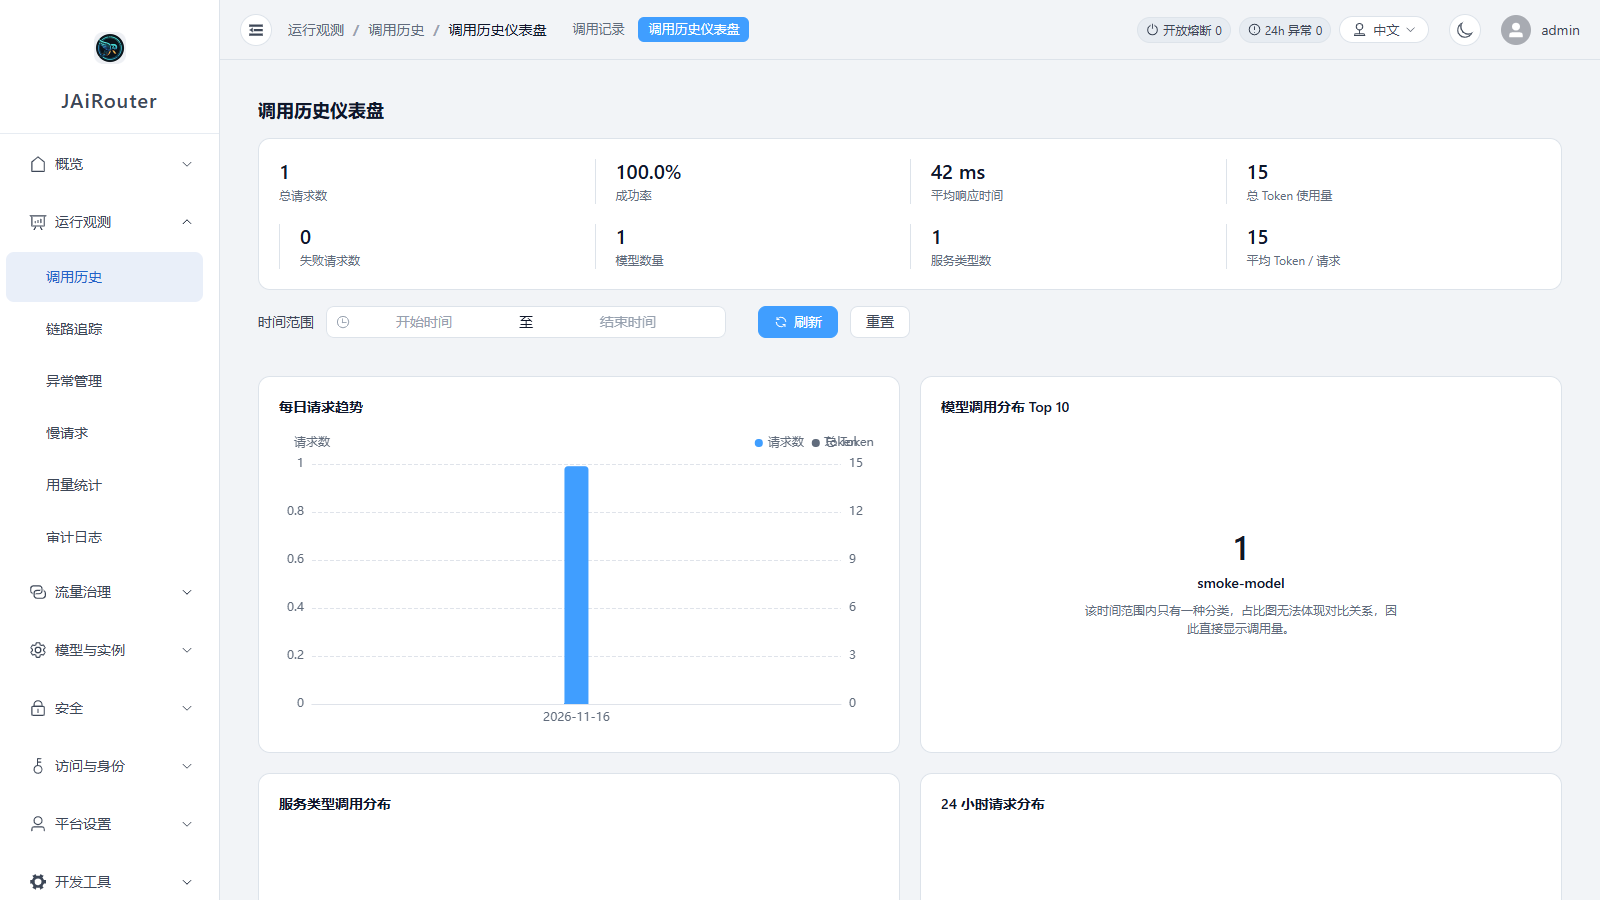 JAiRouter
概览
运行观测
调用历史
链路追踪
异常管理
慢请求
用量统计
审计日志
流量治理
模型与实例
安全
访问与身份
平台设置
开发工具
运行观测 / 调用历史 / 调用历史仪表盘 调用记录 调用历史仪表盘
开放熔断 0 24h 异常 0 中文 admin
调用历史仪表盘
1 100.0% 42 ms 15
总请求数 成功率 平均响应时间 总 Token 使用量
0 1 1 15
失败请求数 模型数量 服务类型数 平均 Token / 请求
时间范围 开始时间 至 结束时间 刷新 重置
每日请求趋势
请求数 请求数 总 Token Token
1 15
0.8 12
0.6 9
0.4 6
0.2 3
0 0
2026-11-16
模型调用分布 Top 10
1
smoke-model
该时间范围内只有一种分类，占比图无法体现对比关系，因
此直接显示调用量。
服务类型调用分布
24 小时请求分布